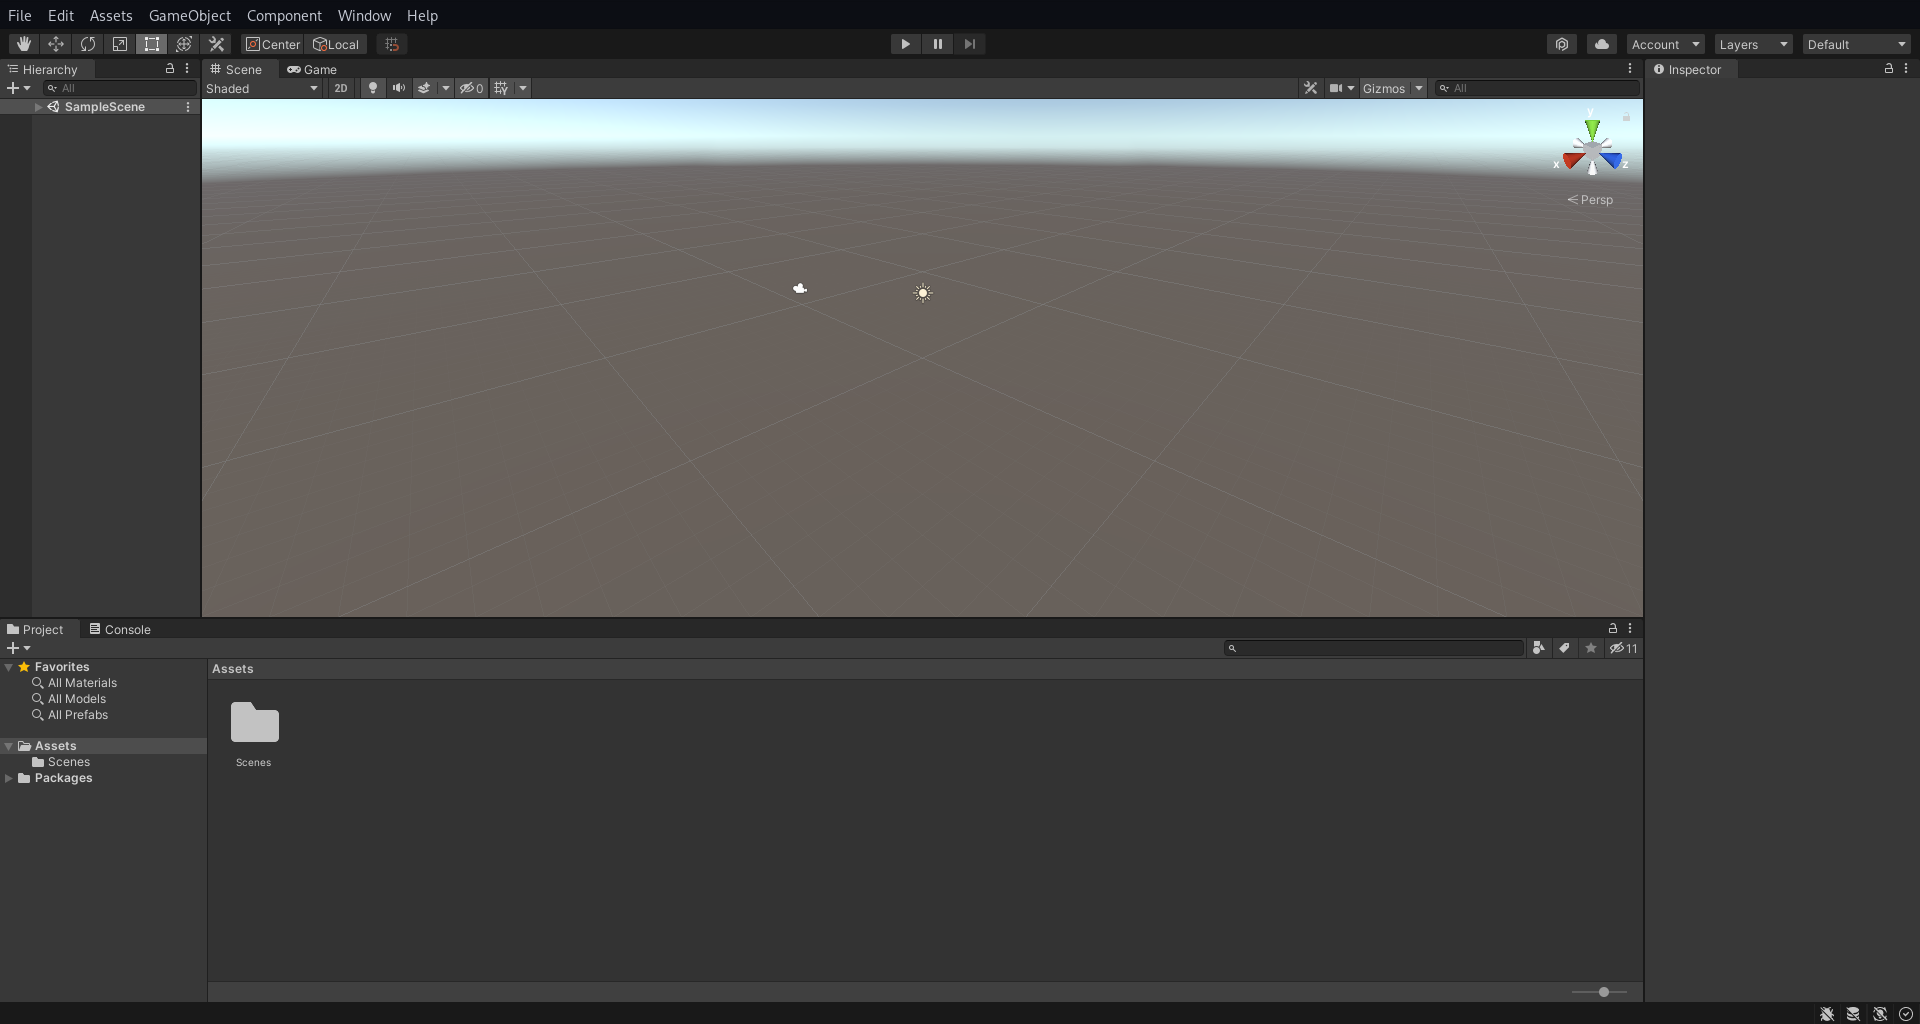 File Edit Assets GameObject Component Window Help
Center Local Account Layers Default
Hierarchy Scene Game Inspector
All Shaded 2D 0 Gizmos All
SampleScene
y
x z
Persp
Project Console
11
Favorites Assets
All Materials
All Models
All Prefabs
Assets
Scenes Scenes
Packages